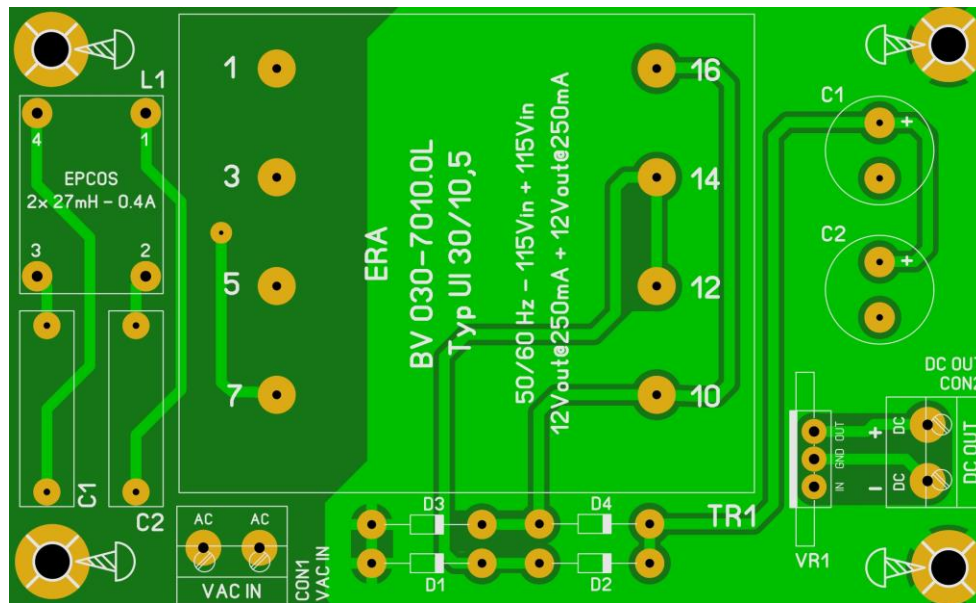 L1
4
1
EPCOS
2x 27mH - 0.4A
3
2
C1
C2
AC
AC
VAC IN
CON1
VAC IN
1
3
5
7
ERA
BV 030-7010.0L
Typ UI 30/10,5
50/60 Hz - 115Vin + 115Vin
12Vout@250mA + 12Vout@250mA
16
14
12
10
TR1
D3
D4
D1
D2
C1
+
C2
+
OUT
GND
IN
VR1
+
-
DC
DC
DC OUT
CON2
DC OUT